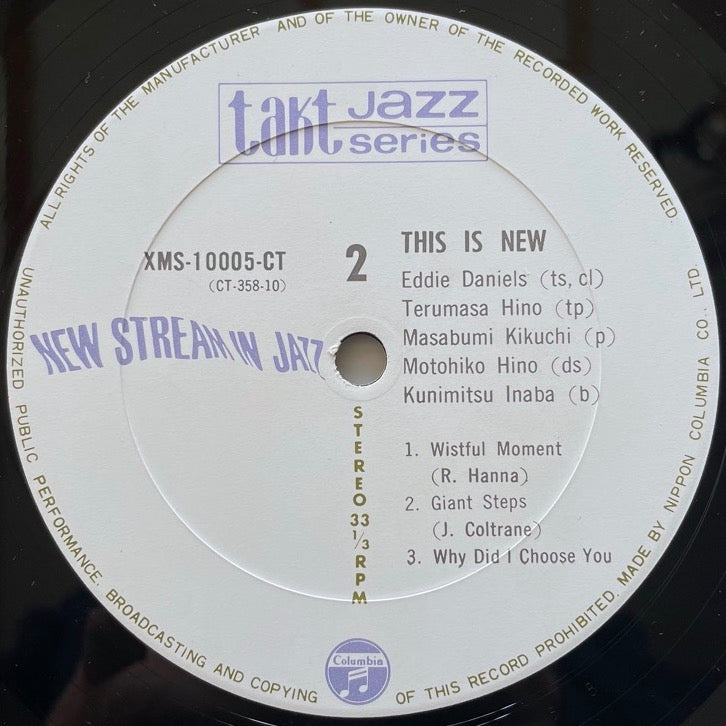 ALL RIGHTS OF THE MANUFACTURER AND OF THE OWNER OF THE RECORDED WORK RESERVED.
UNAUTHORIZED PUBLIC PERFORMANCE. BROADCASTING AND COPYING OF THIS RECORD PROHIBITED. MADE BY NIPPON COLUMBIA CO., LTD.
takt JAZZ
series
XMS-10005-CT
(CT-358-10)
2
THIS IS NEW
Eddie Daniels (ts, cl)
Terumasa Hino (tp)
Masabumi Kikuchi (p)
Motohiko Hino (ds)
Kunimitsu Inaba (b)
NEW STREAM IN JAZZ
STEREO 33 1/3 RPM
1. Wistful Moment
(R. Hanna)
2. Giant Steps
(J. Coltrane)
3. Why Did I Choose You
Columbia